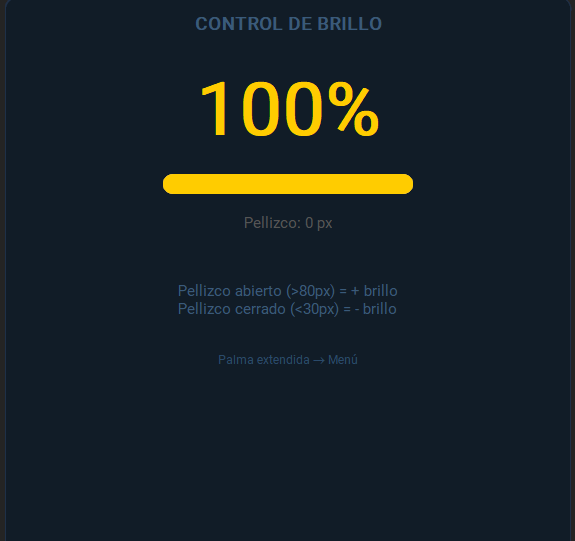 CONTROL DE BRILLO
100%
Pellizco: 0 px
Pellizco abierto (>80px) = + brillo
Pellizco cerrado (<30px) = - brillo
Palma extendida → Menú